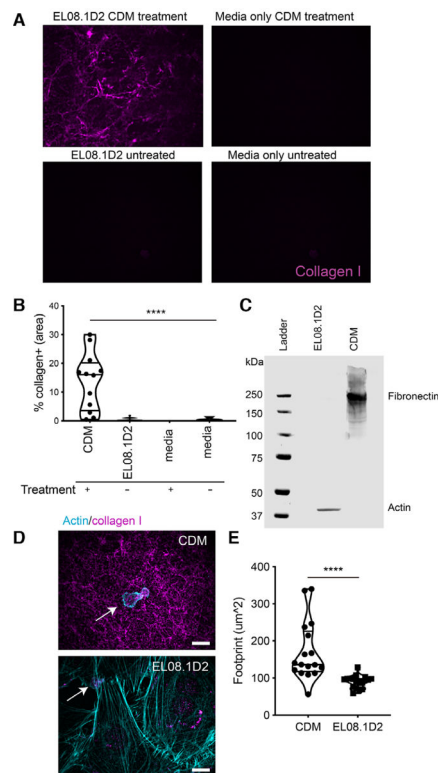 A
EL08.1D2 CDM treatment
Media only CDM treatment
EL08.1D2 untreated
Media only untreated
Collagen I
B
% collagen+ (area)
40
30
20
10
0
****
CDM
EL08.1D2
media
media
Treatment + − + −
C
Ladder
EL08.1D2
CDM
kDa
250
150
100
75
50
37
Fibronectin
Actin
D
Actin/collagen I
CDM
EL08.1D2
E
Footprint (um^2)
400
300
200
100
0
****
CDM
EL08.1D2